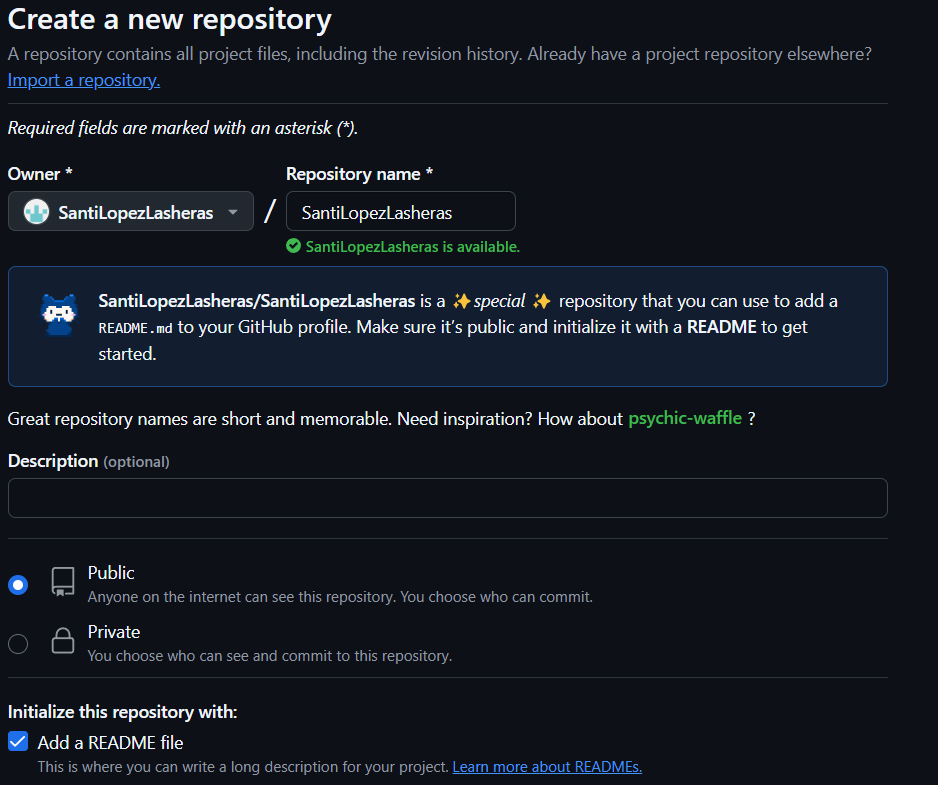 Create a new repository
A repository contains all project files, including the revision history. Already have a project repository elsewhere?
Import a repository.
Required fields are marked with an asterisk (*).
Owner *
Repository name *
SantiLopezLasheras / SantiLopezLasheras
SantiLopezLasheras is available.
SantiLopezLasheras/SantiLopezLasheras is a ✨special ✨ repository that you can use to add a
README.md to your GitHub profile. Make sure it’s public and initialize it with a README to get
started.
Great repository names are short and memorable. Need inspiration? How about psychic-waffle ?
Description (optional)
Public
Anyone on the internet can see this repository. You choose who can commit.
Private
You choose who can see and commit to this repository.
Initialize this repository with:
Add a README file
This is where you can write a long description for your project. Learn more about READMEs.